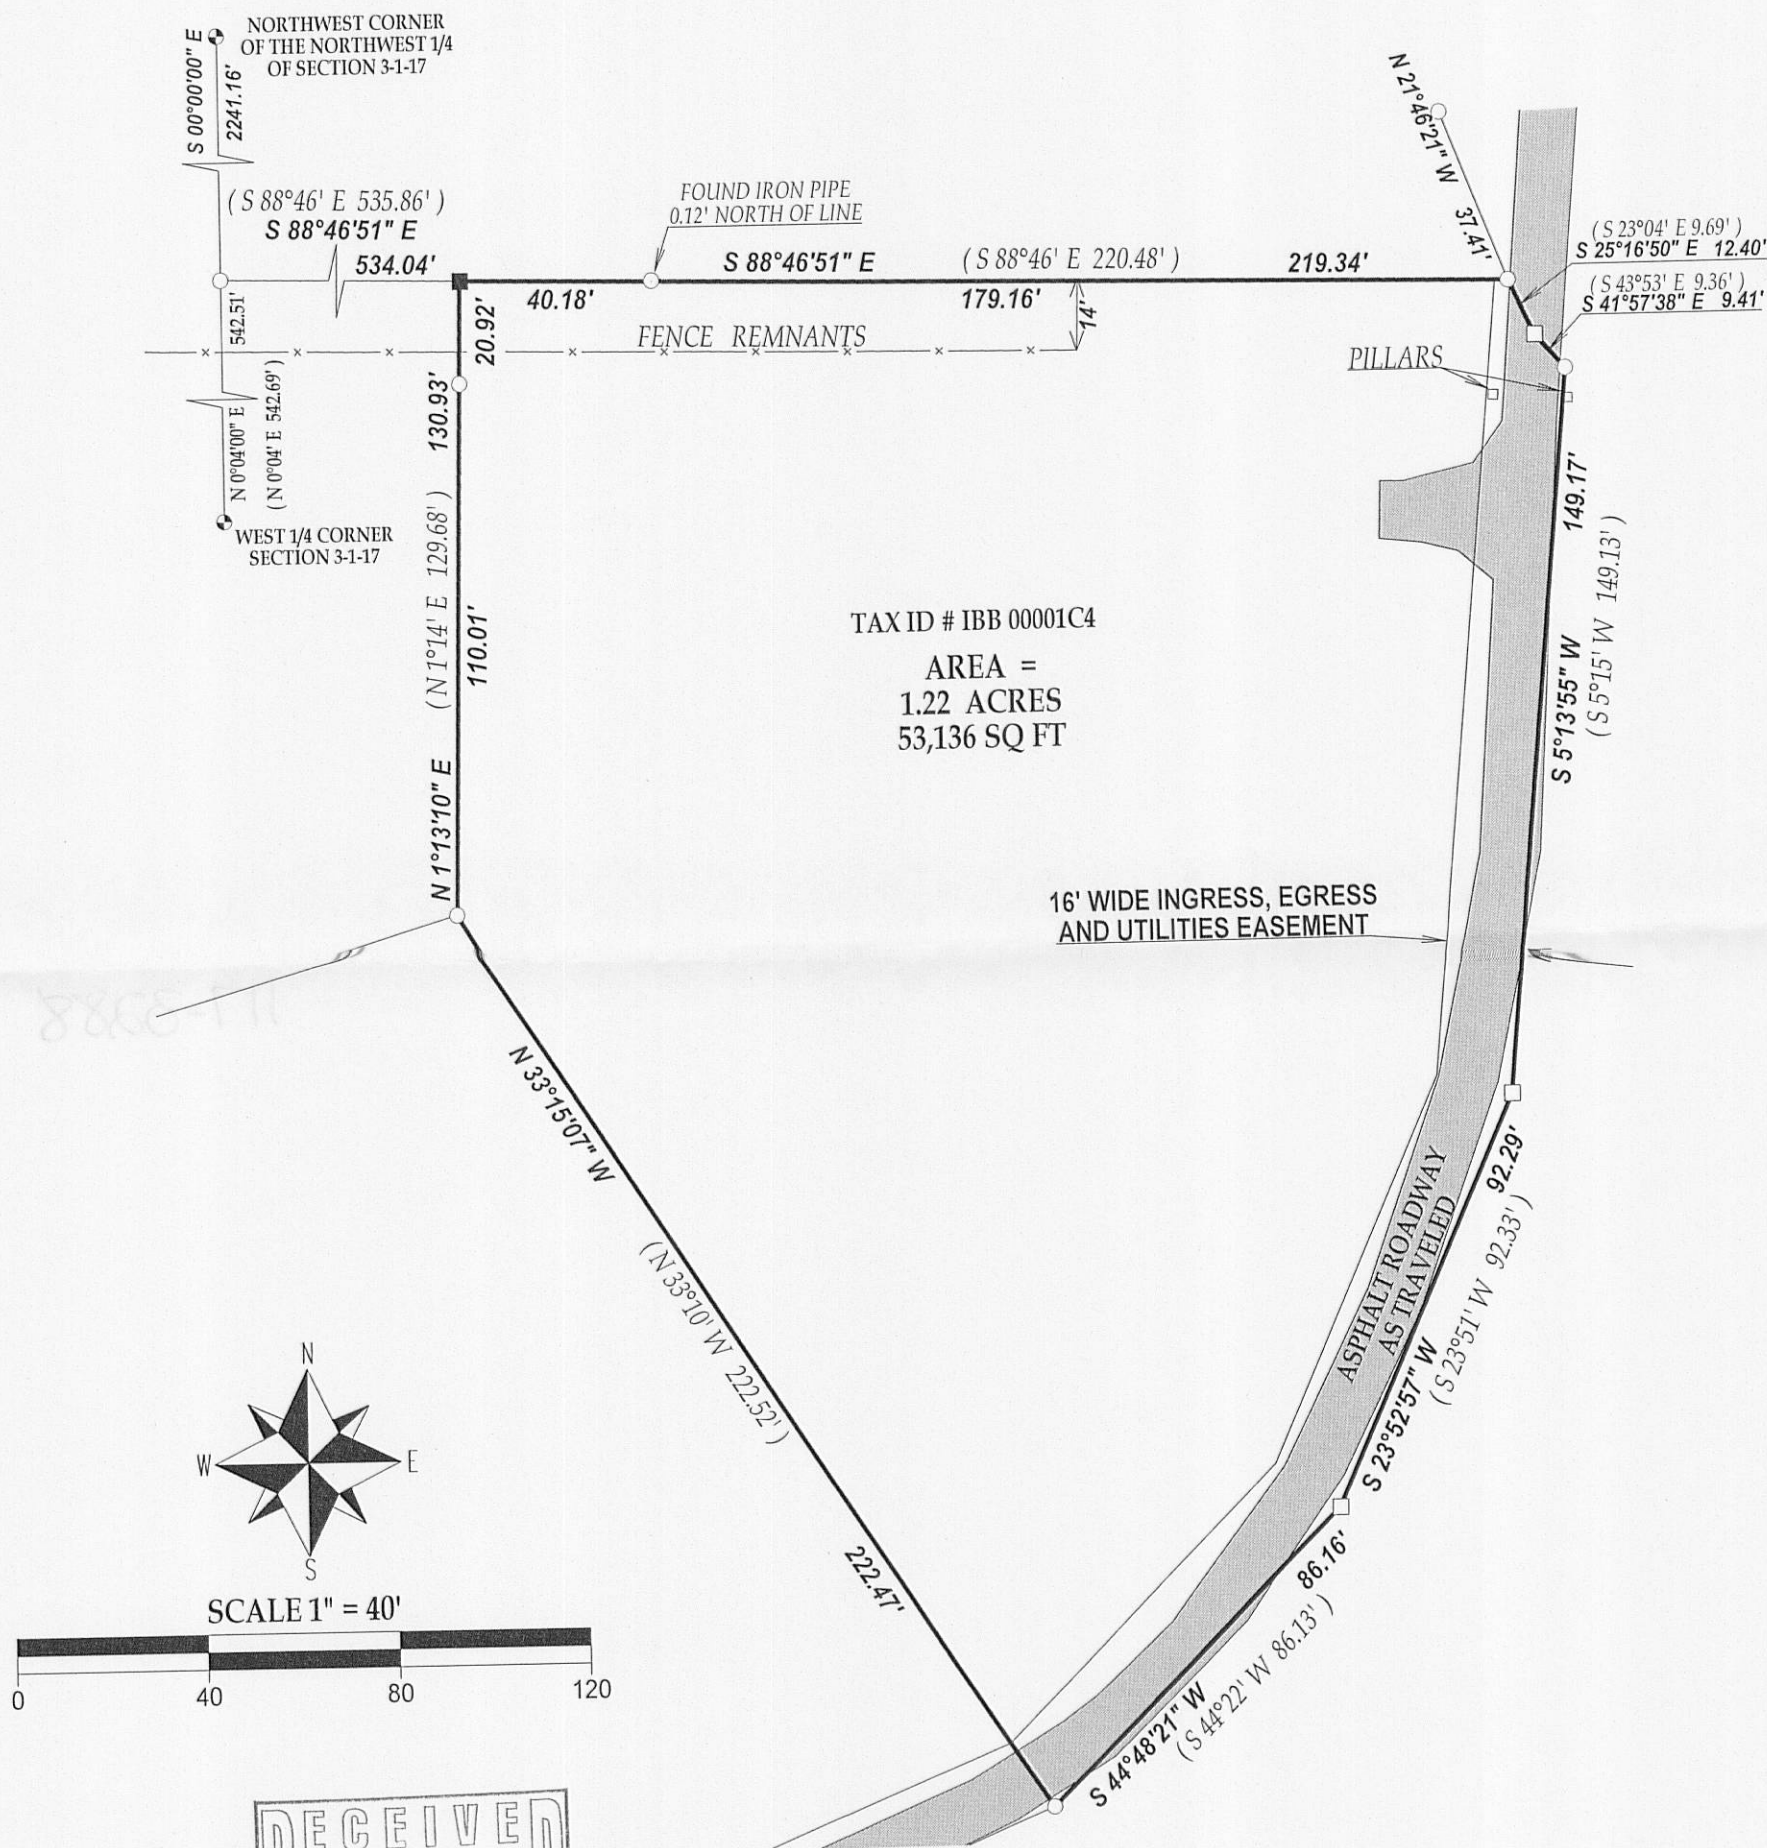 NORTHWEST CORNER
OF THE NORTHWEST 1/4
OF SECTION 3-1-17
S 00°00'00" E
2241.16'
( S 88°46' E 535.86' )
S 88°46'51" E
534.04'
FOUND IRON PIPE
0.12' NORTH OF LINE
S 88°46'51" E
( S 88°46' E 220.48' )
219.34'
N 21°46'21" W
37.41'
( S 23°04' E 9.69' )
S 25°16'50" E 12.40'
( S 43°53' E 9.36' )
S 41°57'38" E 9.41'
40.18'
179.16'
14'
542.51'
20.92'
FENCE REMNANTS
PILLARS
N 0°04'00" E
( N 0°04' E 542.69' )
WEST 1/4 CORNER
SECTION 3-1-17
130.93'
( N 1°14' E 129.68' )
110.01'
N 1°13'10" E
149.17'
S 5°13'55" W
( S 5°15' W 149.13' )
TAX ID # IBB 00001C4
AREA =
1.22 ACRES
53,136 SQ FT
16' WIDE INGRESS, EGRESS
AND UTILITIES EASEMENT
N 33°15'07" W
( N 33°10' W 222.52' )
222.47'
ASPHALT ROADWAY
AS TRAVELED
92.29'
S 23°52'57" W
( S 23°51' W 92.33' )
86.16'
S 44°48'21" W
( S 44°22' W 86.13' )
N
W E
S
SCALE 1" = 40'
0 40 80 120